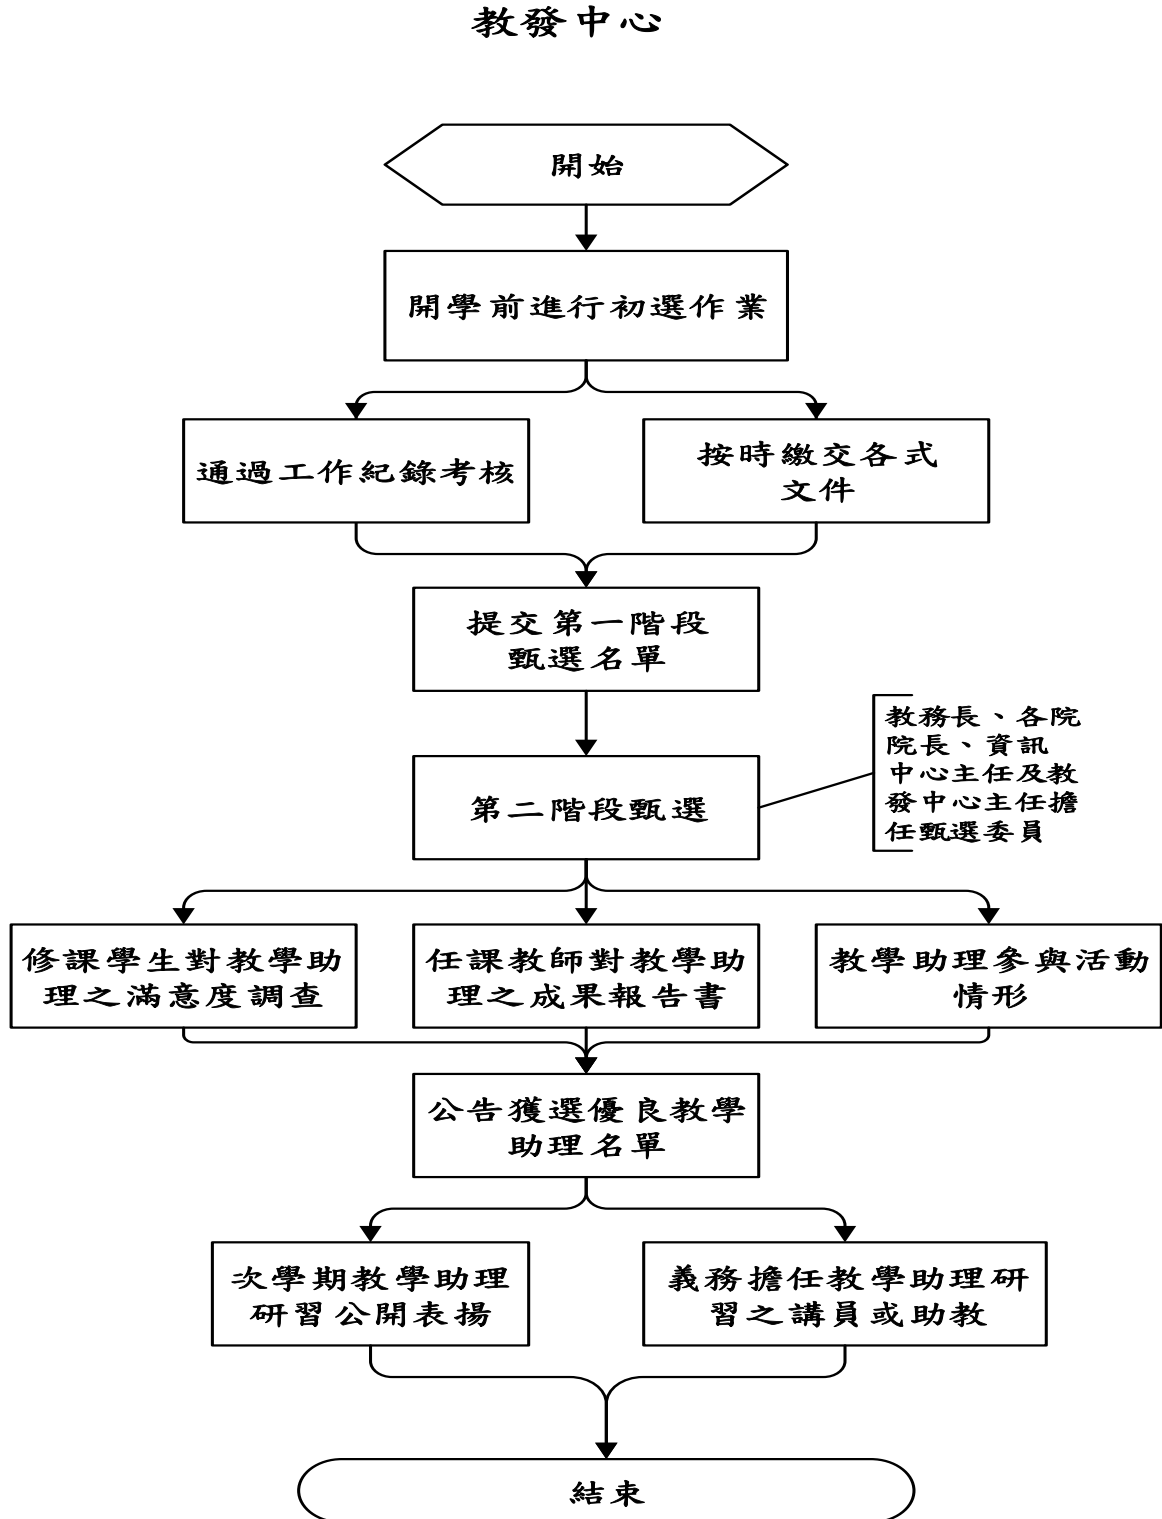 教發中心
開始
開學前進行初選作業
通過工作紀錄考核
按時繳交各式
文件
提交第一階段
甄選名單
第二階段甄選
教務長、各院
院長、資訊
中心主任及教
發中心主任擔
任甄選委員
修課學生對教學助
理之滿意度調查
任課教師對教學助
理之成果報告書
教學助理參與活動
情形
公告獲選優良教學
助理名單
次學期教學助理
研習公開表揚
義務擔任教學助理研
習之講員或助教
結束